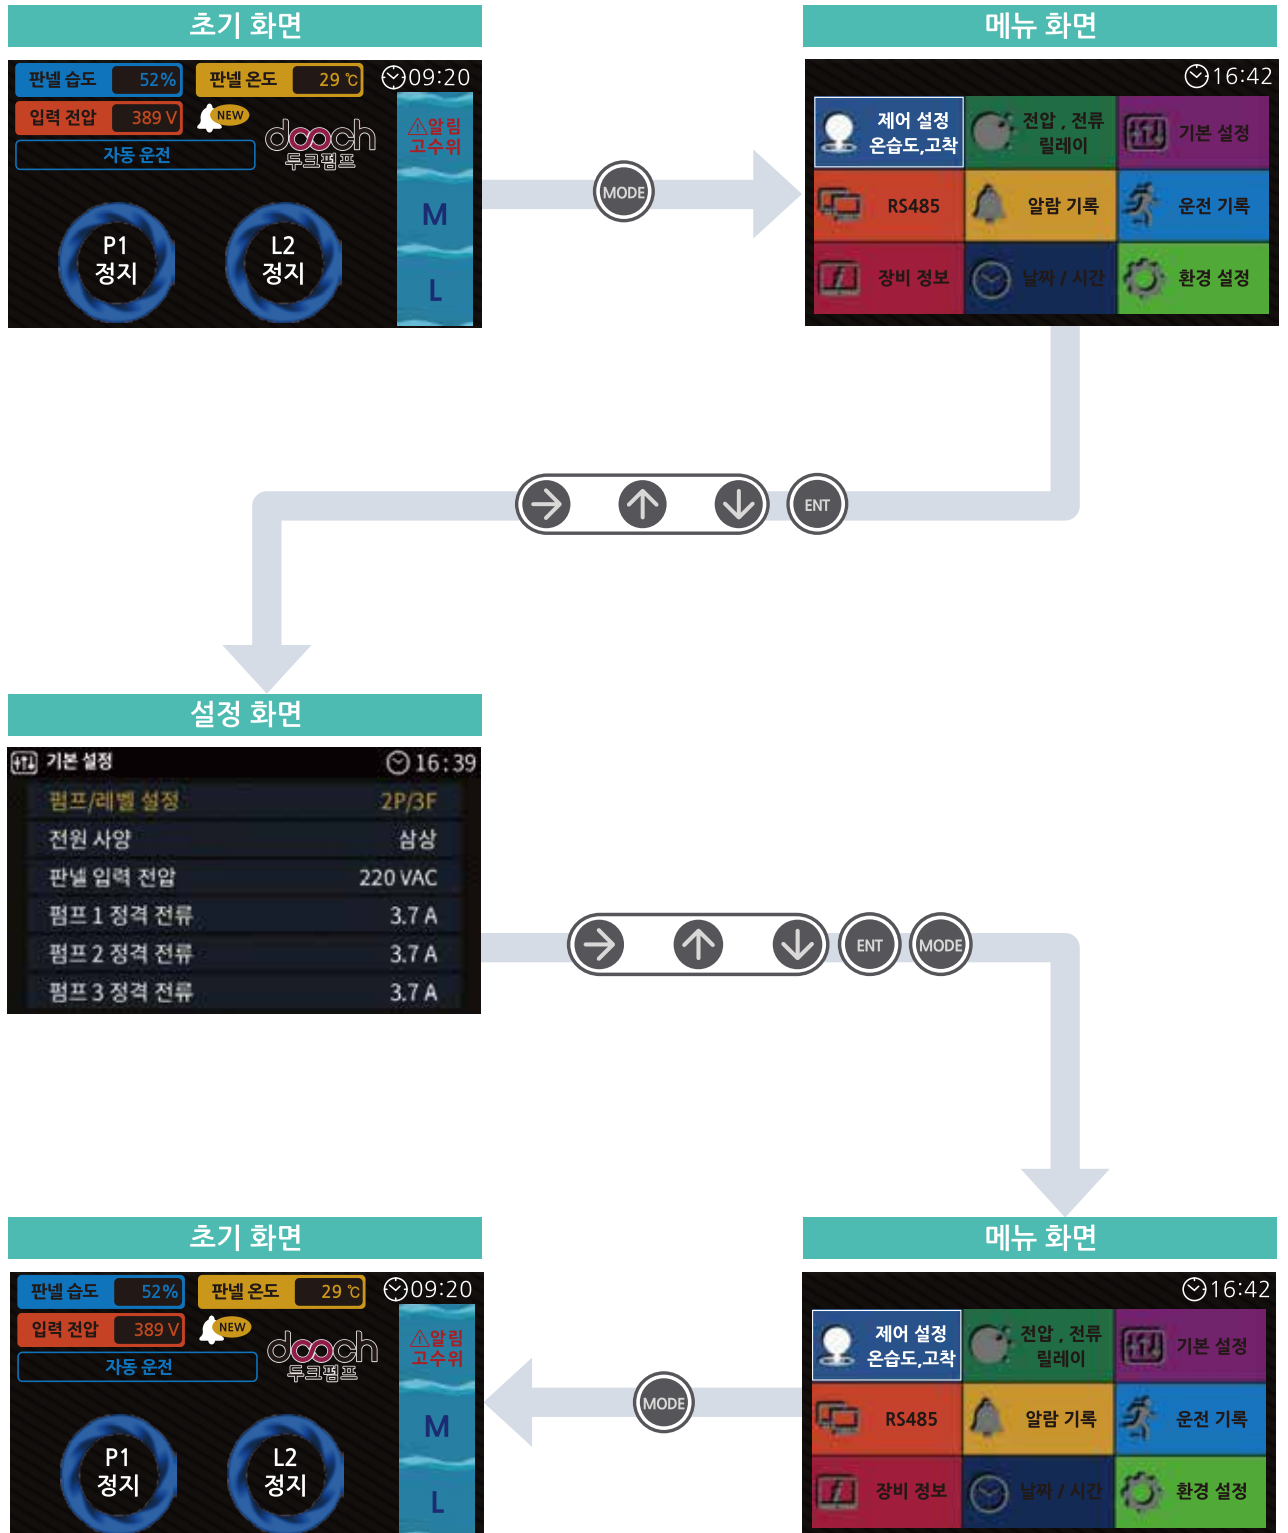 초기 화면
메뉴 화면
판넬 습도 52% 판넬 온도 29 ℃ 09:20
입력 전압 389 V NEW
dooch
두크펌프
자동 운전
⚠알림
고수위
M
L
P1
정지
L2
정지
MODE
16:42
제어 설정
온습도,고착
전압 , 전류
릴레이
기본 설정
RS485
알람 기록
운전 기록
장비 정보
날짜 / 시간
환경 설정
→ ↑ ↓ ENT
설정 화면
기본 설정 16:39
펌프/레벨 설정 2P/3F
전원 사양 삼상
판넬 입력 전압 220 VAC
펌프 1 정격 전류 3.7 A
펌프 2 정격 전류 3.7 A
펌프 3 정격 전류 3.7 A
→ ↑ ↓ ENT MODE
초기 화면
메뉴 화면
판넬 습도 52% 판넬 온도 29 ℃ 09:20
입력 전압 389 V NEW
dooch
두크펌프
자동 운전
⚠알림
고수위
M
L
P1
정지
L2
정지
MODE
16:42
제어 설정
온습도,고착
전압 , 전류
릴레이
기본 설정
RS485
알람 기록
운전 기록
장비 정보
날짜 / 시간
환경 설정